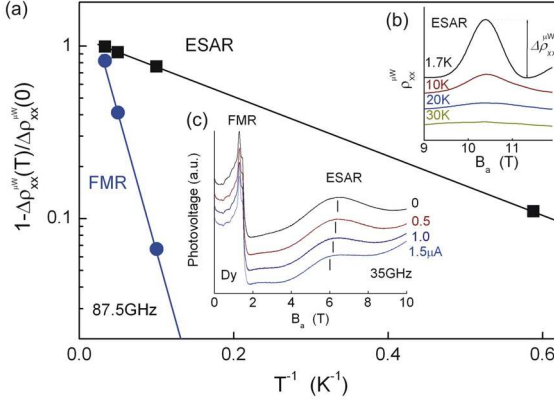 (a)
ESAR
FMR
87.5GHz
1-Δρxx^μW(T)/Δρxx^μW(0)
1
0.1
0.0
0.2
0.4
0.6
T⁻¹ (K⁻¹)
(b)
ESAR
1.7K
10K
20K
30K
Δρxx^μW
ρxx^μW
9
10
11
Bₐ (T)
(c)
FMR
ESAR
0
0.5
1.0
1.5μA
Dy
35GHz
Photovoltage (a.u.)
0
2
4
6
8
10
Bₐ (T)